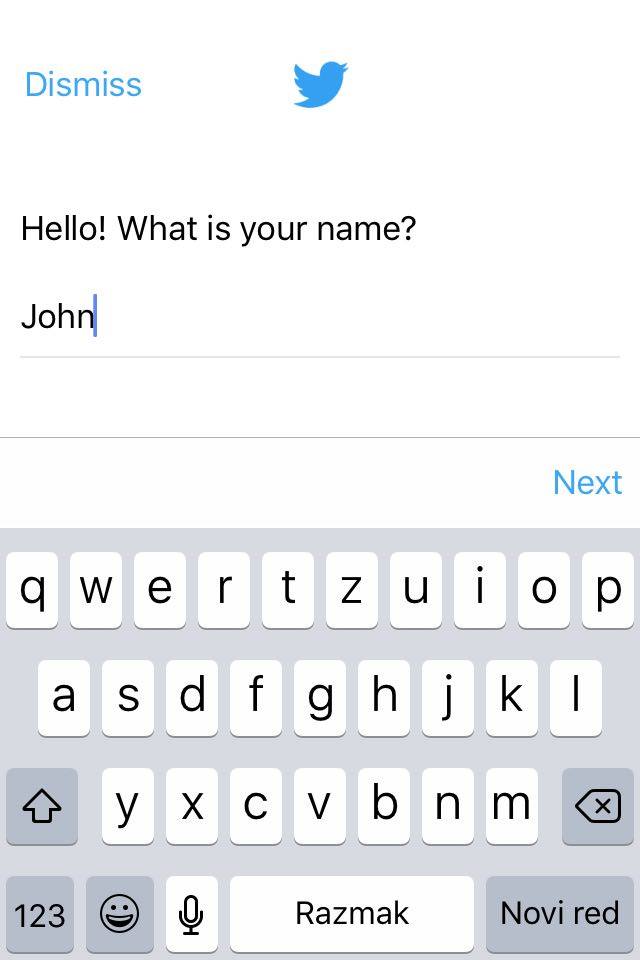 Dismiss
Hello! What is your name?
John
Next
q w e r t z u i o p
a s d f g h j k l
y x c v b n m
123 Razmak Novi red